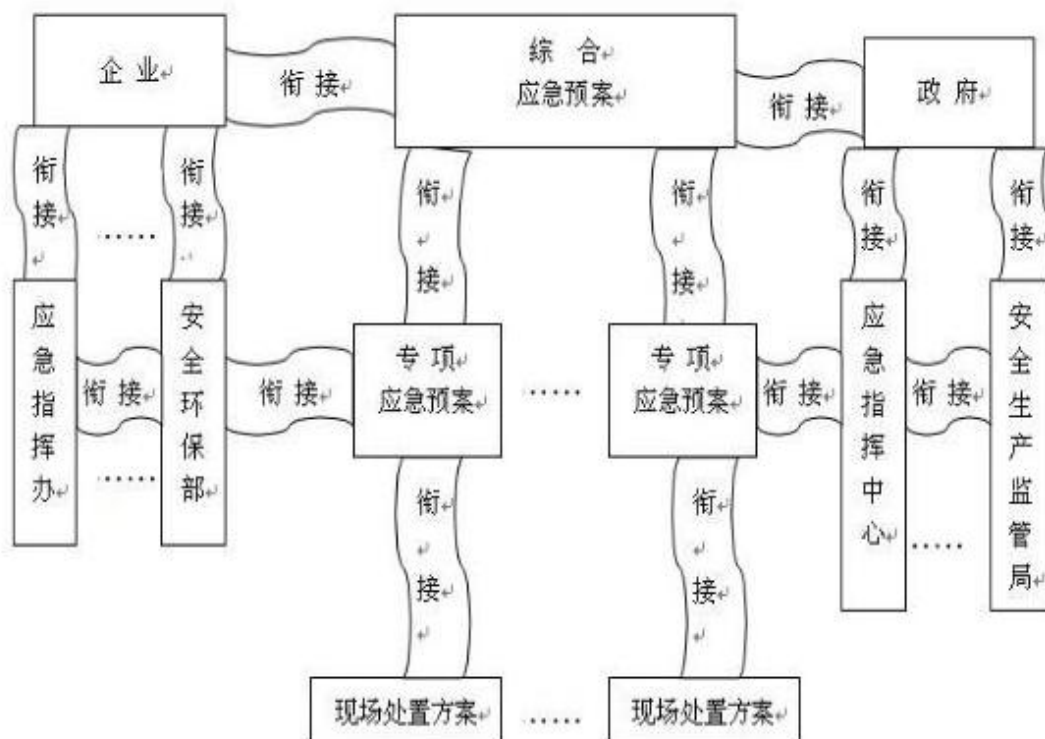 企 业
衔 接
综 合
应急预案
衔 接
政 府
衔接
衔接
衔接
衔接
衔接
衔接
.....
应急指挥办
安全环保部
衔 接
衔 接
.....
专 项
应急预案
.....
专 项
应急预案
衔 接
应急指挥中心
衔 接
安全生产监管局
.....
衔接
衔接
现场处置方案
.....
现场处置方案